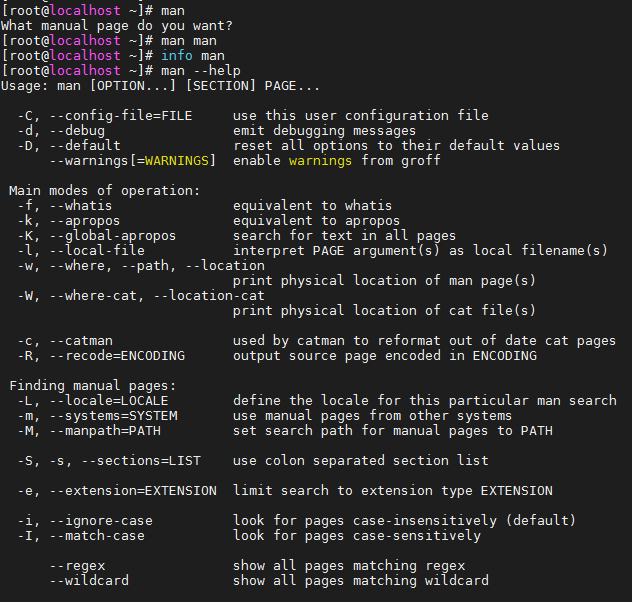 [root@localhost ~]# man
What manual page do you want?
[root@localhost ~]# man man
[root@localhost ~]# info man
[root@localhost ~]# man --help
Usage: man [OPTION...] [SECTION] PAGE...

  -C, --config-file=FILE     use this user configuration file
  -d, --debug                emit debugging messages
  -D, --default              reset all options to their default values
      --warnings[=WARNINGS]  enable warnings from groff

 Main modes of operation:
  -f, --whatis               equivalent to whatis
  -k, --apropos              equivalent to apropos
  -K, --global-apropos       search for text in all pages
  -l, --local-file           interpret PAGE argument(s) as local filename(s)
  -w, --where, --path, --location
                             print physical location of man page(s)
  -W, --where-cat, --location-cat
                             print physical location of cat file(s)

  -c, --catman               used by catman to reformat out of date cat pages
  -R, --recode=ENCODING      output source page encoded in ENCODING

 Finding manual pages:
  -L, --locale=LOCALE        define the locale for this particular man search
  -m, --systems=SYSTEM       use manual pages from other systems
  -M, --manpath=PATH         set search path for manual pages to PATH

  -S, -s, --sections=LIST    use colon separated section list

  -e, --extension=EXTENSION  limit search to extension type EXTENSION

  -i, --ignore-case          look for pages case-insensitively (default)
  -I, --match-case           look for pages case-sensitively

      --regex                show all pages matching regex
      --wildcard             show all pages matching wildcard